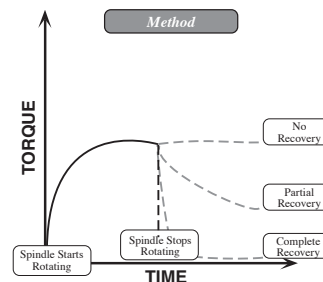 Method
TORQUE
No
Recovery
Partial
Recovery
Spindle Stops
Rotating
Complete
Recovery
Spindle Starts
Rotating
TIME